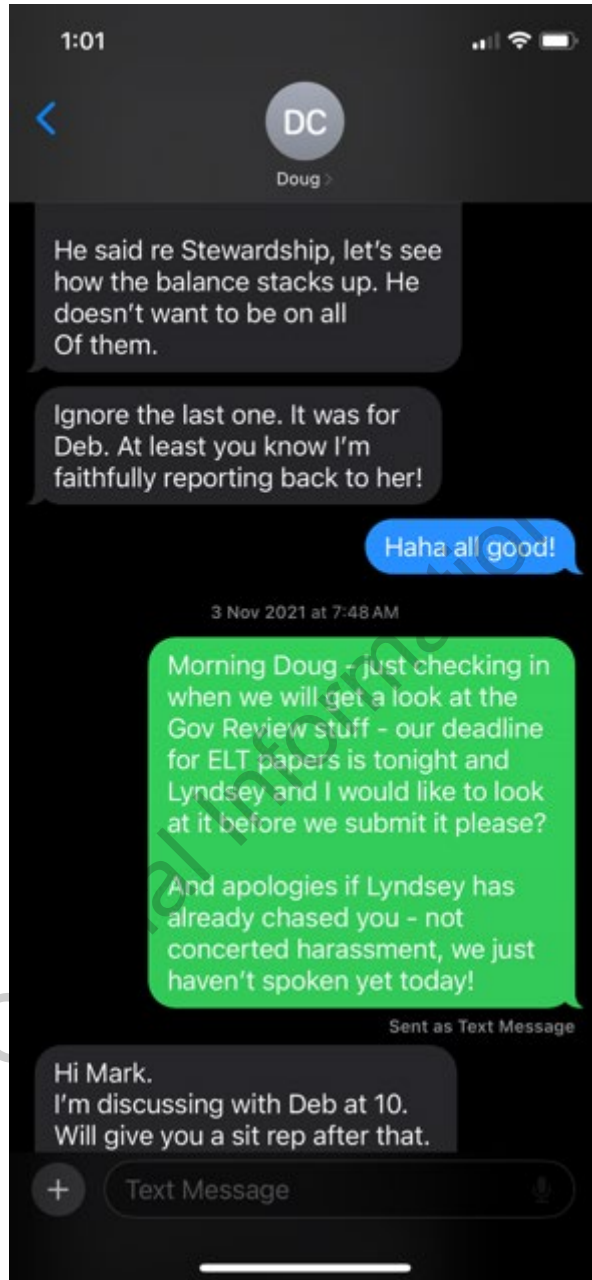 1:01
DC
Doug
He said re Stewardship, let's see
how the balance stacks up. He
doesn't want to be on all
Of them.
Ignore the last one. It was for
Deb. At least you know I'm
faithfully reporting back to her!
Haha all good!
3 Nov 2021 at 7:48 AM
Morning Doug - just checking in
when we will get a look at the
Gov Review stuff - our deadline
for ELT papers is tonight and
Lyndsey and I would like to look
at it before we submit it please?
And apologies if Lyndsey has
already chased you - not
concerted harassment, we just
haven't spoken yet today!
Sent as Text Message
Hi Mark.
I'm discussing with Deb at 10.
Will give you a sit rep after that.
Text Message